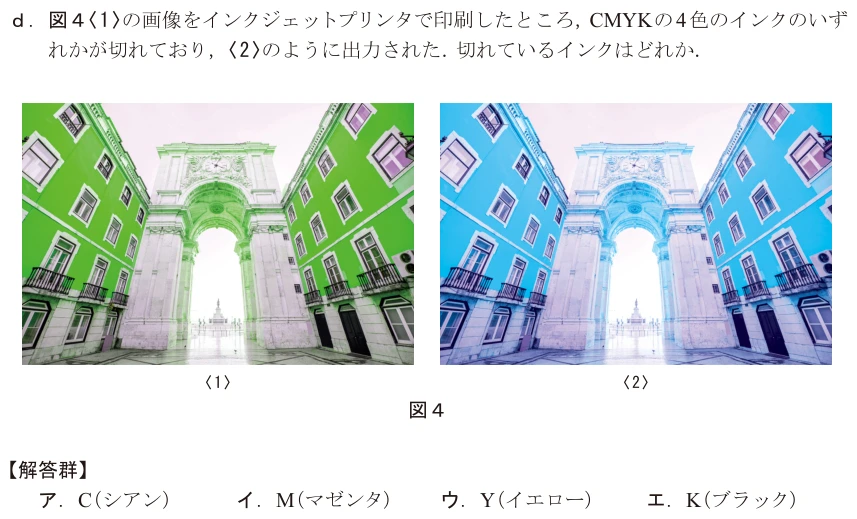 d．図4〈1〉の画像をインクジェットプリンタで印刷したところ，CMYKの4色のインクのいず
れかが切れており，〈2〉のように出力された．切れているインクはどれか．
〈1〉 〈2〉
図4
【解答群】
ア．C（シアン） イ．M（マゼンタ） ウ．Y（イエロー） エ．K（ブラック）